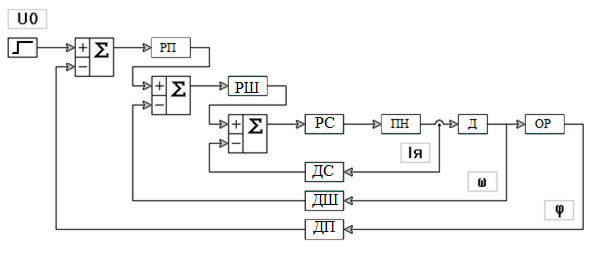 U0
+ Σ
−
РП
+ Σ
−
РШ
+ Σ
−
РС
ПН
Д
ОР
Iя
ДС
ω
ДШ
φ
ДП